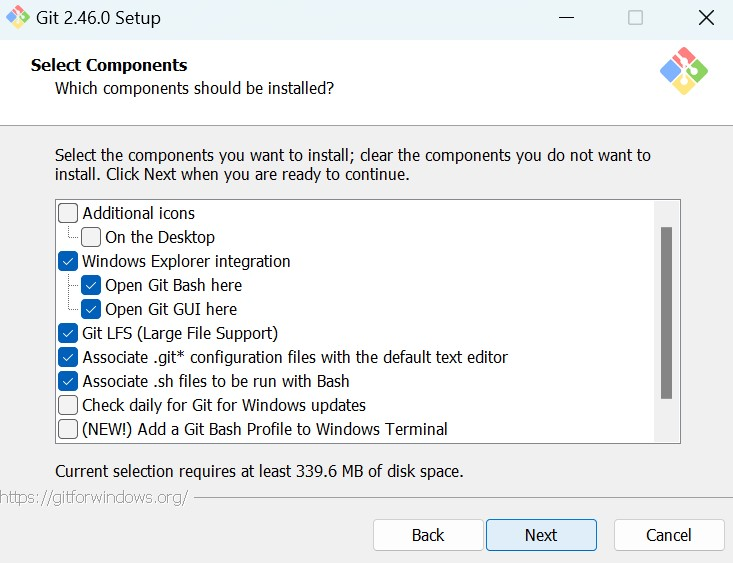 Git 2.46.0 Setup
Select Components
Which components should be installed?
Select the components you want to install; clear the components you do not want to
install. Click Next when you are ready to continue.
Additional icons
On the Desktop
Windows Explorer integration
Open Git Bash here
Open Git GUI here
Git LFS (Large File Support)
Associate .git* configuration files with the default text editor
Associate .sh files to be run with Bash
Check daily for Git for Windows updates
(NEW!) Add a Git Bash Profile to Windows Terminal
Current selection requires at least 339.6 MB of disk space.
https://gitforwindows.org/
Back Next Cancel